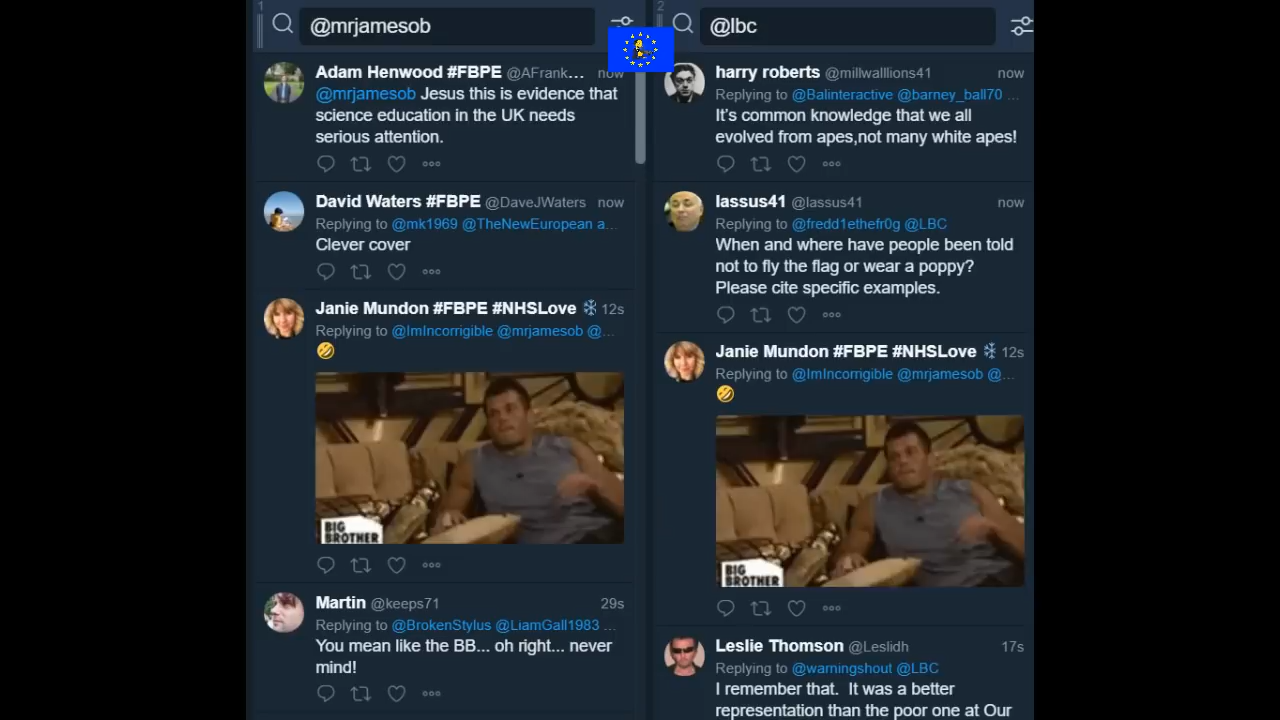 1
@mrjamesob
Adam Henwood #FBPE @AFrank... now
@mrjamesob Jesus this is evidence that
science education in the UK needs
serious attention.
David Waters #FBPE @DaveJWaters now
Replying to @mk1969 @TheNewEuropean a...
Clever cover
Janie Mundon #FBPE #NHSLove ❄ 12s
Replying to @ImIncorrigible @mrjamesob @...
🤣
BIG
BROTHER
Martin @keeps71 29s
Replying to @BrokenStylus @LiamGall1983 ...
You mean like the BB... oh right... never
mind!
2
@lbc
harry roberts @millwalllions41 now
Replying to @Balinteractive @barney_ball70 ...
It's common knowledge that we all
evolved from apes,not many white apes!
lassus41 @lassus41 now
Replying to @fredd1ethefr0g @LBC
When and where have people been told
not to fly the flag or wear a poppy?
Please cite specific examples.
Janie Mundon #FBPE #NHSLove ❄ 12s
Replying to @ImIncorrigible @mrjamesob @...
🤣
BIG
BROTHER
Leslie Thomson @Leslidh 17s
Replying to @warningshout @LBC
I remember that. It was a better
representation than the poor one at Our